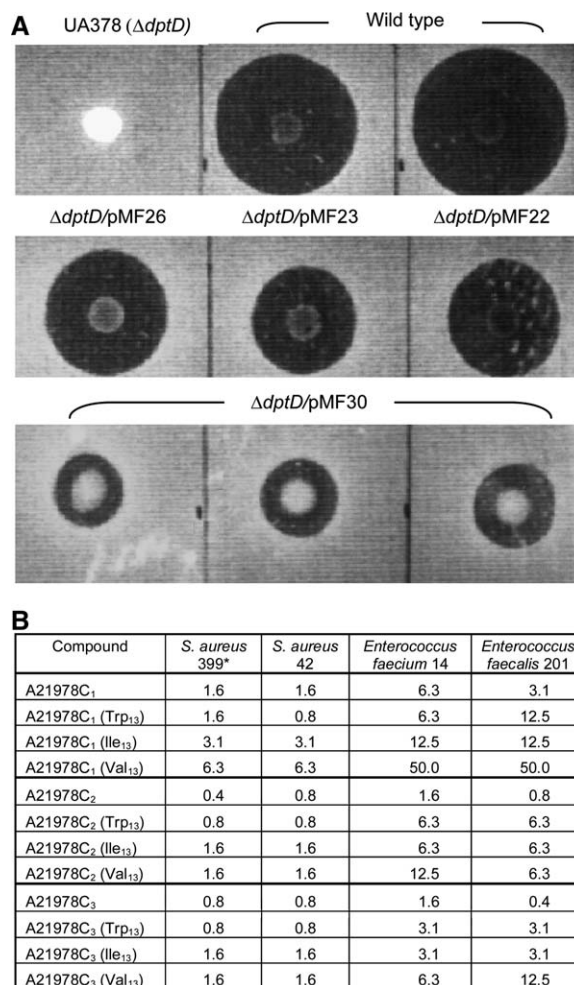 A
UA378 (ΔdptD)
Wild type
ΔdptD/pMF26
ΔdptD/pMF23
ΔdptD/pMF22
ΔdptD/pMF30
B
Compound S. aureus 399* S. aureus 42 Enterococcus faecium 14 Enterococcus faecalis 201
A21978C₁ 1.6 1.6 6.3 3.1
A21978C₁ (Trp₁₃) 1.6 0.8 6.3 12.5
A21978C₁ (Ile₁₃) 3.1 3.1 12.5 12.5
A21978C₁ (Val₁₃) 6.3 6.3 50.0 50.0
A21978C₂ 0.4 0.8 1.6 0.8
A21978C₂ (Trp₁₃) 0.8 0.8 6.3 6.3
A21978C₂ (Ile₁₃) 1.6 1.6 6.3 6.3
A21978C₂ (Val₁₃) 1.6 1.6 12.5 6.3
A21978C₃ 0.8 0.8 1.6 0.4
A21978C₃ (Trp₁₃) 0.8 0.8 3.1 3.1
A21978C₃ (Ile₁₃) 1.6 1.6 3.1 3.1
A21978C₃ (Val₁₃) 1.6 1.6 6.3 12.5